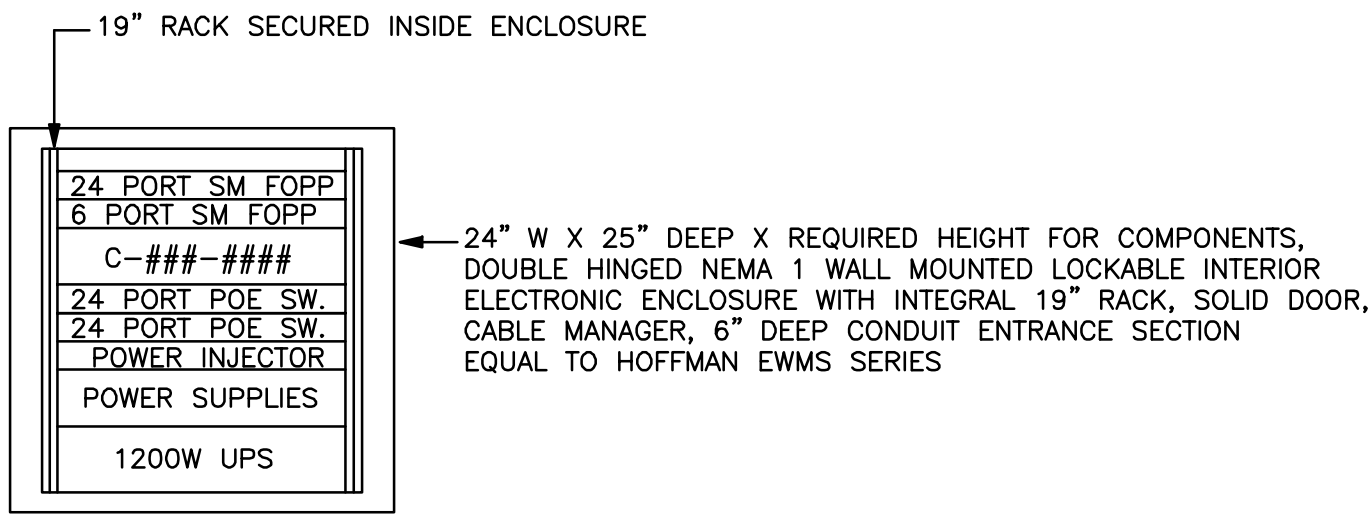 19” RACK SECURED INSIDE ENCLOSURE
24 PORT SM FOPP
6 PORT SM FOPP
C-###-####
24 PORT POE SW.
24 PORT POE SW.
POWER INJECTOR
POWER SUPPLIES
1200W UPS
24” W X 25” DEEP X REQUIRED HEIGHT FOR COMPONENTS,
DOUBLE HINGED NEMA 1 WALL MOUNTED LOCKABLE INTERIOR
ELECTRONIC ENCLOSURE WITH INTEGRAL 19” RACK, SOLID DOOR,
CABLE MANAGER, 6” DEEP CONDUIT ENTRANCE SECTION
EQUAL TO HOFFMAN EWMS SERIES